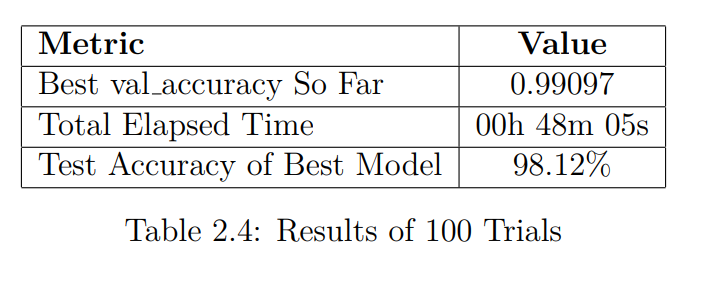 Metric Value
Best val_accuracy So Far 0.99097
Total Elapsed Time 00h 48m 05s
Test Accuracy of Best Model 98.12%
Table 2.4: Results of 100 Trials